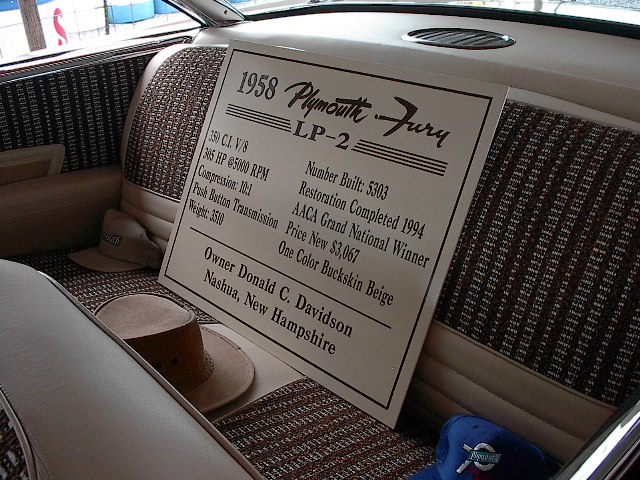 1958 Plymouth Fury
LP-2
350 C.I. V/8
305 HP @5000 RPM
Compression: 10:1
Push Button Transmission
Weight: 3510
Number Built: 5303
Restoration Completed 1994
AACA Grand National Winner
Price New $3,067
One Color Buckskin Beige
Owner Donald C. Davidson
Nashua, New Hampshire
Plymouth
Plymouth